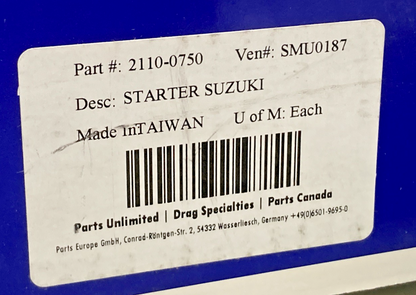 Part #: 2110-0750 Ven#: SMU0187
Desc: STARTER SUZUKI
Made InTAIWAN U of M: Each
Parts Unlimited | Drag Specialties | Parts Canada
Parts Europe GmbH, Conrad-Röntgen-Str. 2, 54332 Wasserliesch, Germany +49(0)6501-9695-0